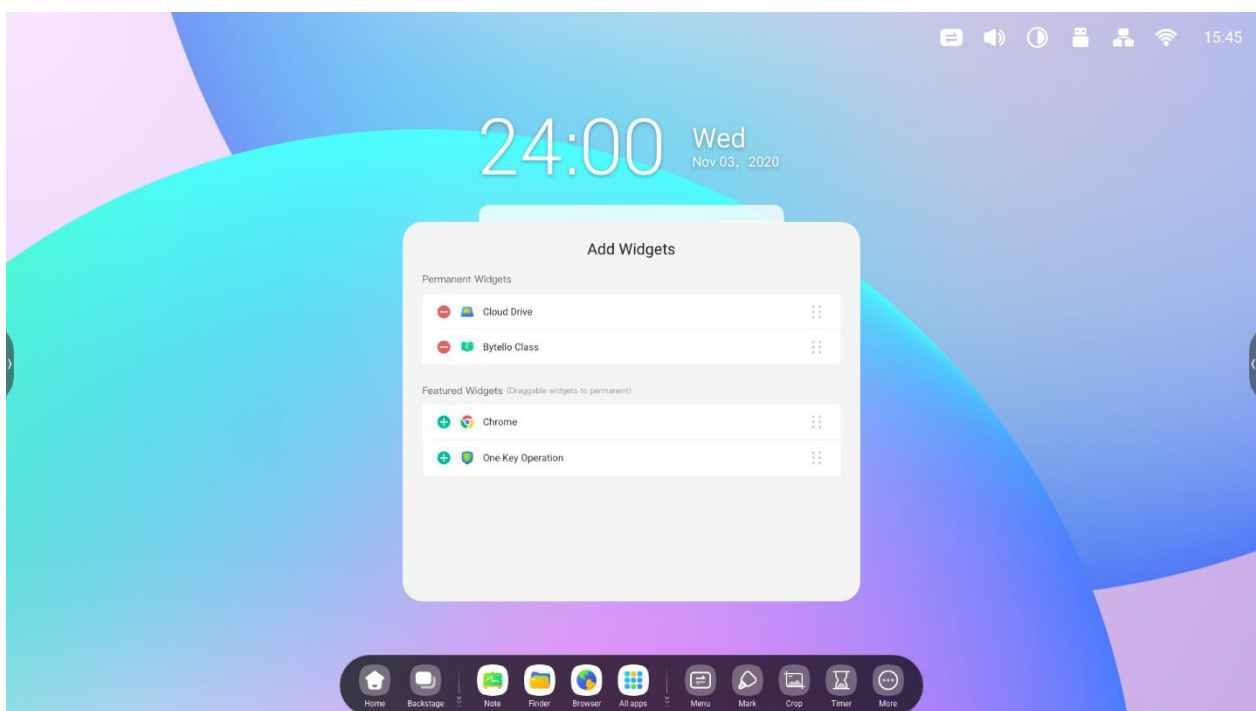 15:45
24:00
Wed
Nov 03, 2020
Add Widgets
Permanent Widgets
Cloud Drive
Bytello Class
Featured Widgets (Draggable widgets to permanent)
Chrome
One Key Operation
Home Backstage Note Finder Browser All apps Menu Mark Crop Timer More